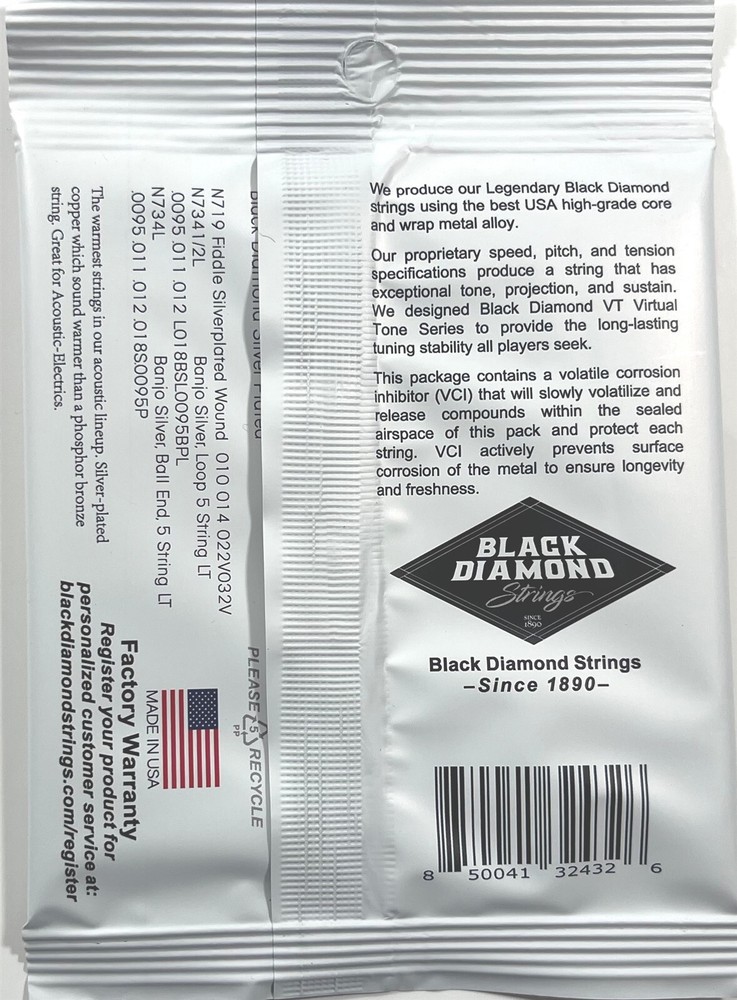 We produce our Legendary Black Diamond
strings using the best USA high-grade core
and wrap metal alloy.
Our proprietary speed, pitch, and tension
specifications produce a string that has
exceptional tone, projection, and sustain.
We designed Black Diamond VT Virtual
Tone Series to provide the long-lasting
tuning stability all players seek.
This package contains a volatile corrosion
inhibitor (VCI) that will slowly volatilize and
release compounds within the sealed
airspace of this pack and protect each
string. VCI actively prevents surface
corrosion of the metal to ensure longevity
and freshness.
BLACK
DIAMOND
Strings
SINCE
1890
Black Diamond Strings
–Since 1890–
8 50041 32432 6
Black Diamond Silver Plated
N719 Fiddle Silverplated Wound 010 014 022V032V
N7341/2L Banjo Silver, Loop 5 String LT
.0095 .011 .012 L018BSL0095BPL
N734L Banjo Silver, Ball End, 5 String LT
.0095 .011 .012 .018S0095P
The warmest strings in our acoustic lineup. Silver-plated
copper which sound warmer than a phosphor bronze
string. Great for Acoustic-Electrics.
PLEASE 5 RECYCLE
PP
MADE IN USA
Factory Warranty
Register your product for
personalized customer service at:
blackdiamondstrings.com/register